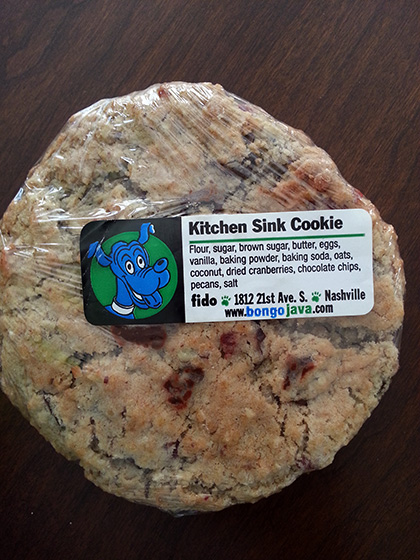 Kitchen Sink Cookie
Flour, sugar, brown sugar, butter, eggs,
vanilla, baking powder, baking soda, oats,
coconut, dried cranberries, chocolate chips,
pecans, salt
fido 1812 21st Ave. S. Nashville
www.bongojava.com